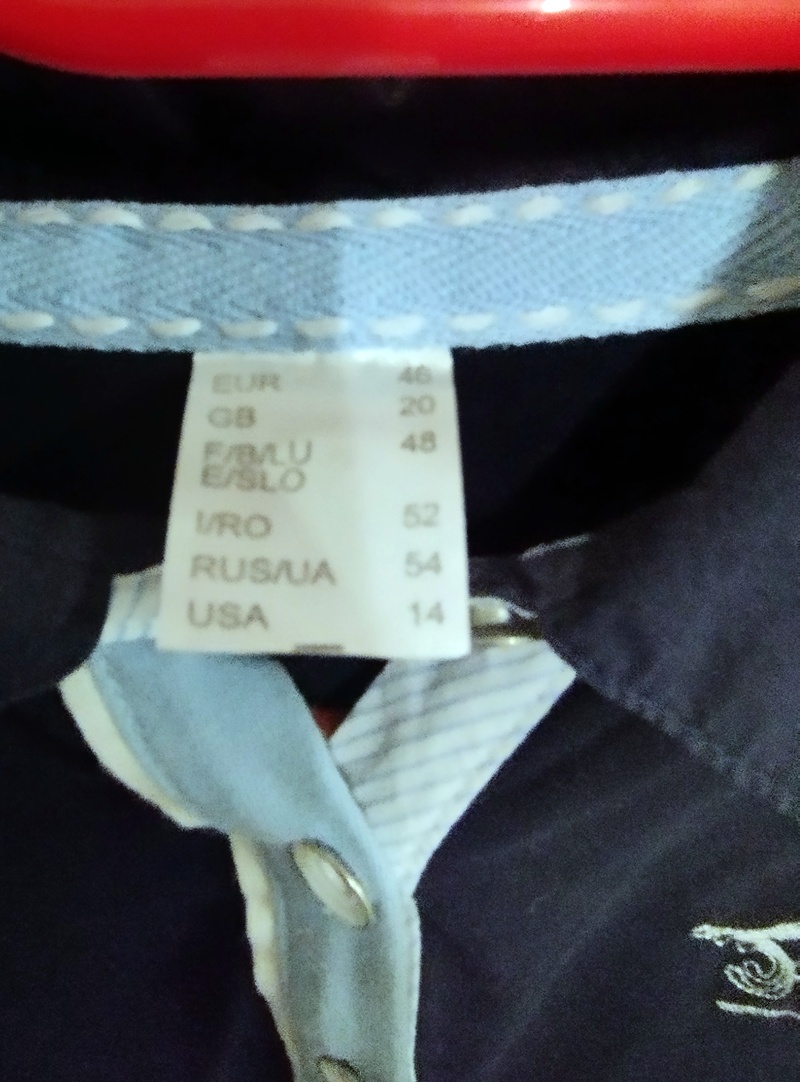 EUR 46
GB 20
F/B/LU 48
E/SLO
I/RO 52
RUS/UA 54
USA 14